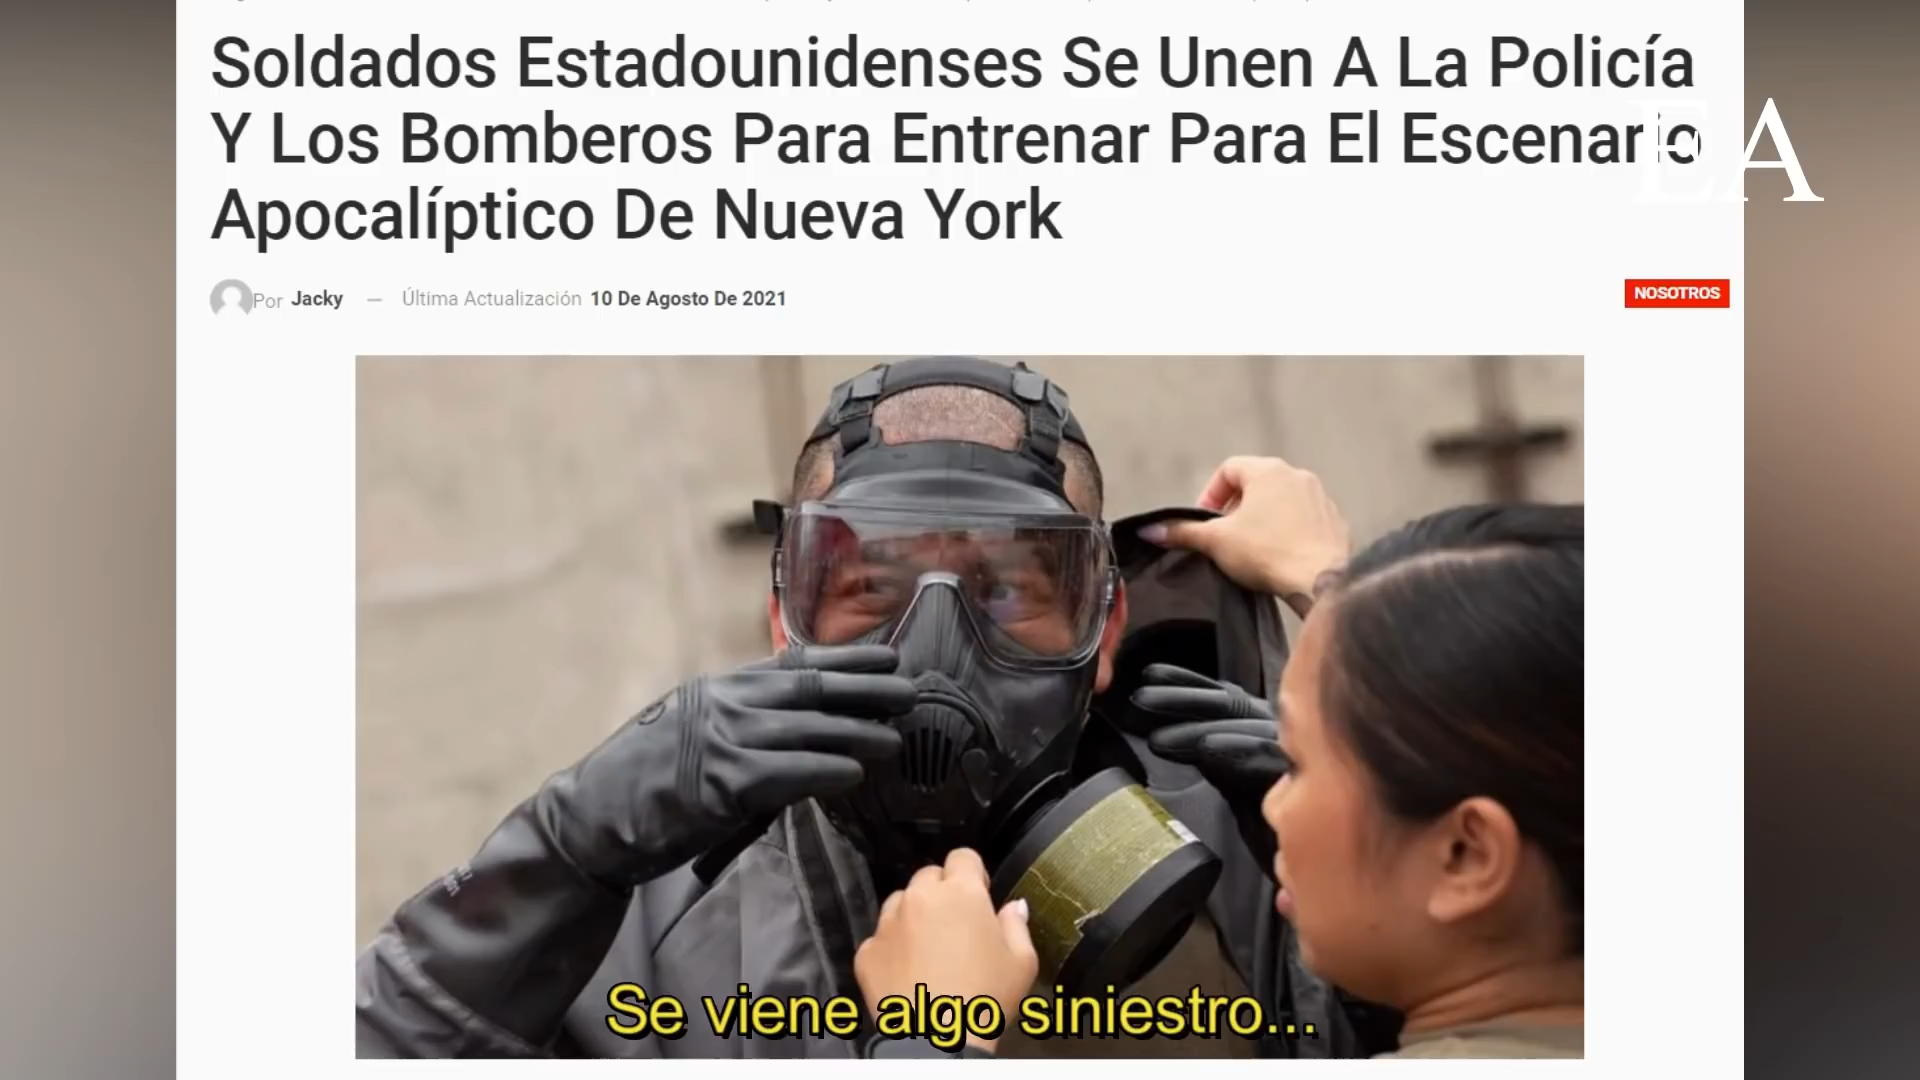 Soldados Estadounidenses Se Unen A La Policía
Y Los Bomberos Para Entrenar Para El Escenario
Apocalíptico De Nueva York
EA
Por Jacky — Última Actualización 10 De Agosto De 2021
NOSOTROS
Se viene algo siniestro...